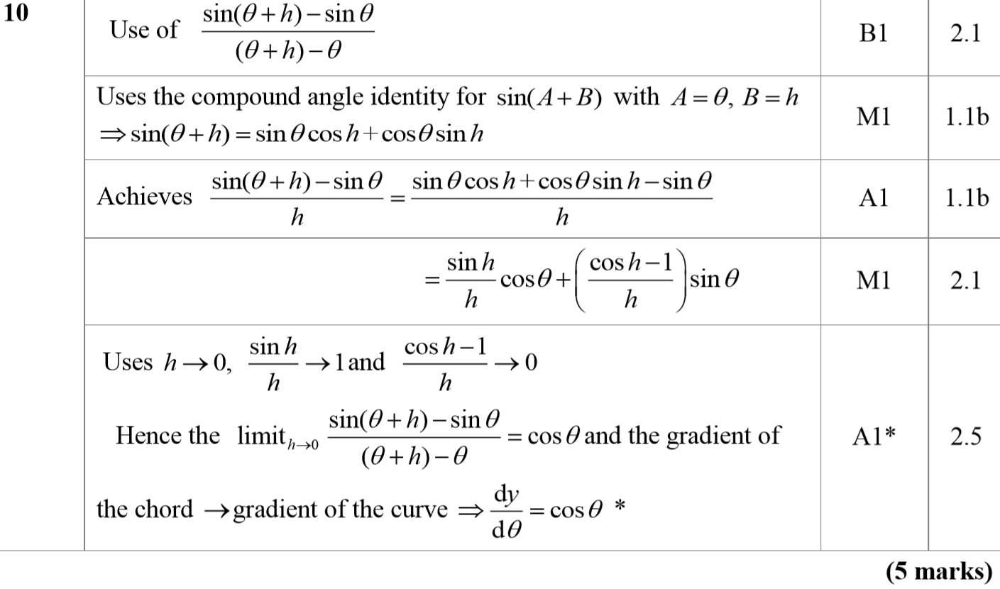 10 Use of $\frac{\sin(\theta+h)-\sin\theta}{(\theta+h)-\theta}$ B1 2.1
Uses the compound angle identity for $\sin(A+B)$ with $A=\theta, B=h$
$\Rightarrow \sin(\theta+h)=\sin\theta\cos h+\cos\theta\sin h$ M1 1.1b
Achieves $\frac{\sin(\theta+h)-\sin\theta}{h}=\frac{\sin\theta\cos h+\cos\theta\sin h-\sin\theta}{h}$ A1 1.1b
$=\frac{\sin h}{h}\cos\theta+\left(\frac{\cos h-1}{h}\right)\sin\theta$ M1 2.1
Uses $h\to 0$, $\frac{\sin h}{h}\to 1$ and $\frac{\cos h-1}{h}\to 0$
Hence the $\text{limit}_{h\to 0}\frac{\sin(\theta+h)-\sin\theta}{(\theta+h)-\theta}=\cos\theta$ and the gradient of A1* 2.5
the chord $\to$ gradient of the curve $\Rightarrow \frac{dy}{d\theta}=\cos\theta$ *
(5 marks)